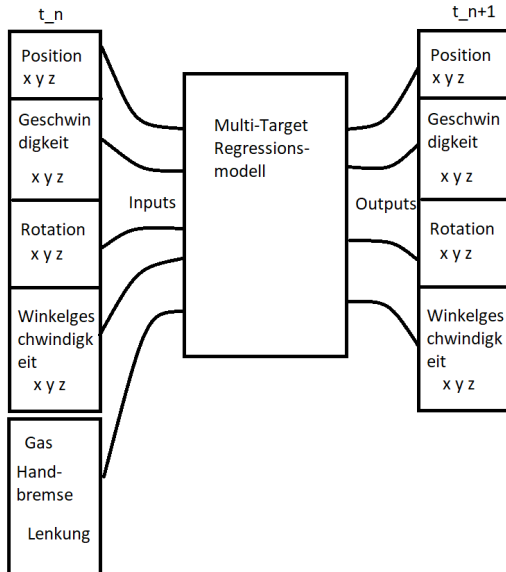 t_n
Position
x y z
Geschwin
digkeit
x y z
Rotation
x y z
Winkelges
chwindigk
eit
x y z
Gas
Hand-
bremse
Lenkung
Inputs
Multi-Target
Regressions-
modell
Outputs
t_n+1
Position
x y z
Geschwin
digkeit
x y z
Rotation
x y z
Winkelges
chwindigk
eit
x y z